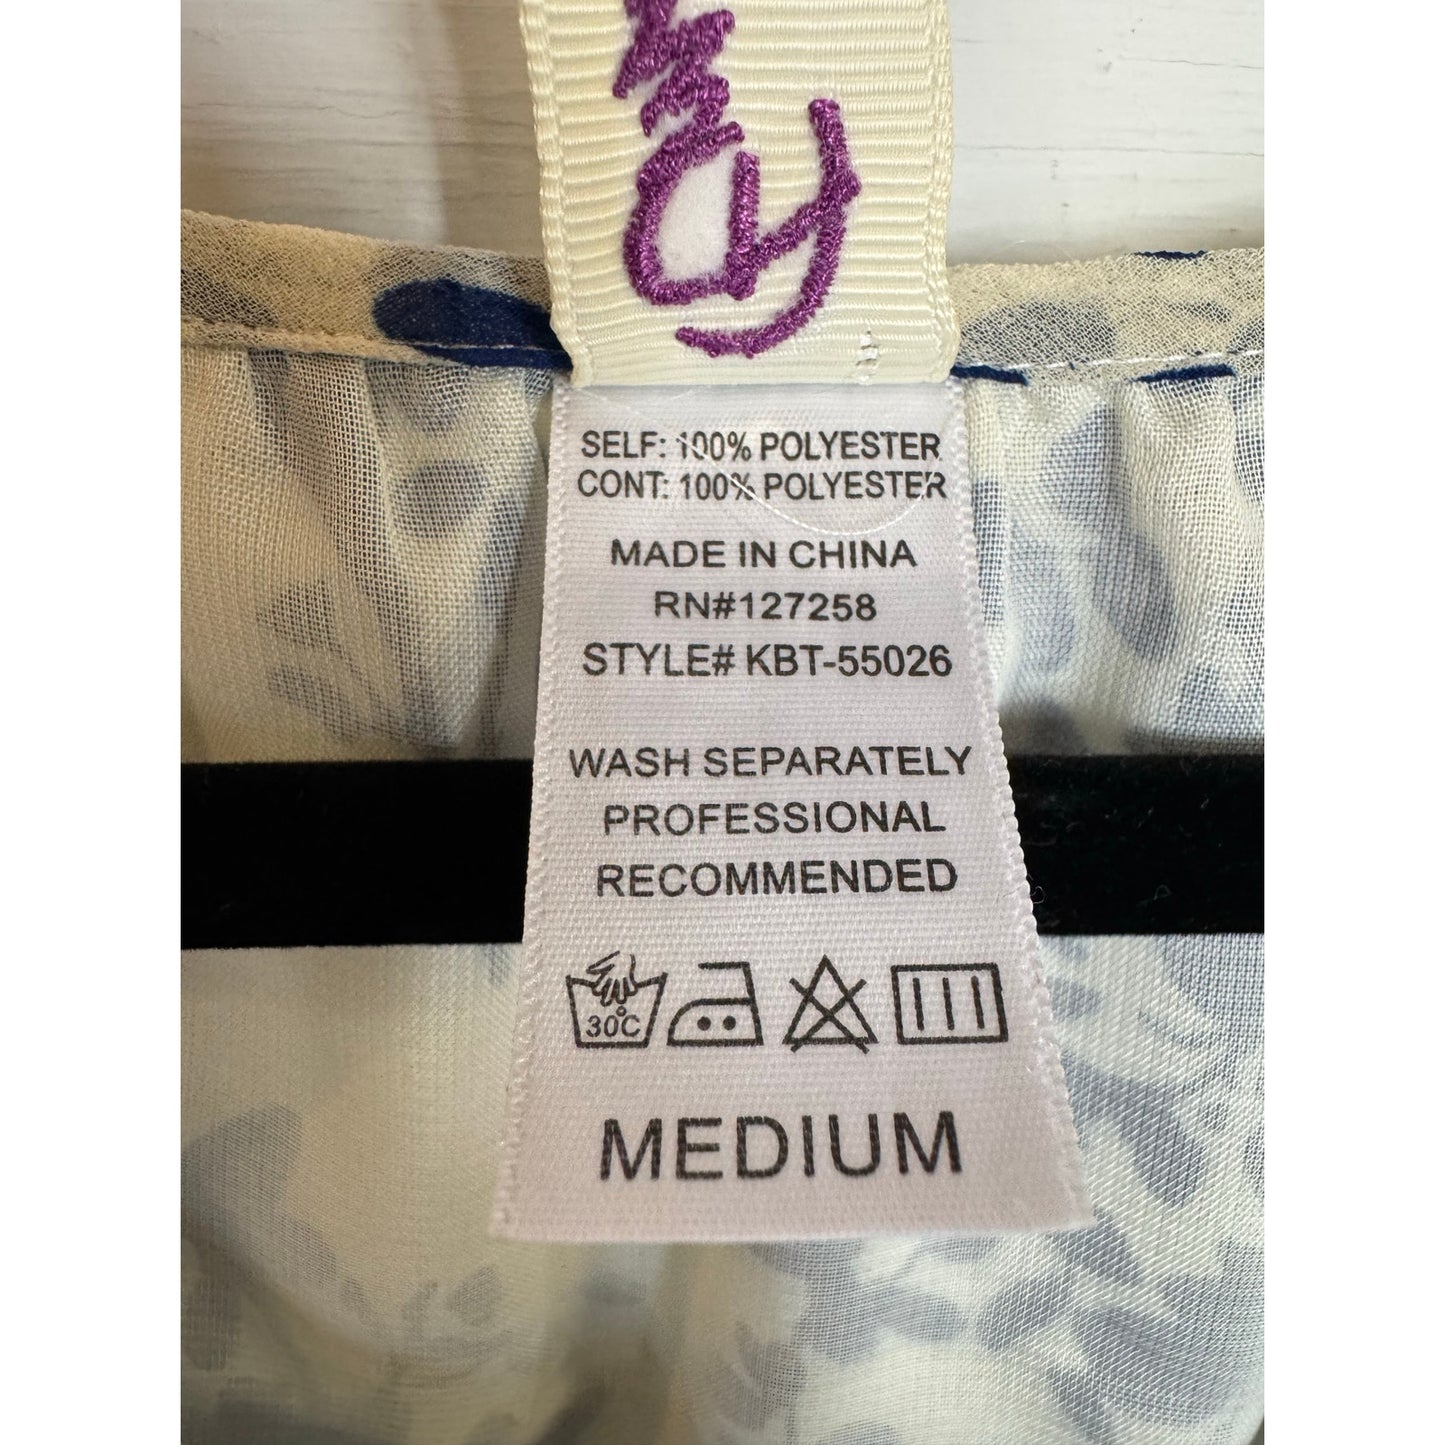 SELF: 100% POLYESTER
CONT: 100% POLYESTER
MADE IN CHINA
RN#127258
STYLE# KBT-55026
WASH SEPARATELY
PROFESSIONAL
RECOMMENDED
30°C
MEDIUM